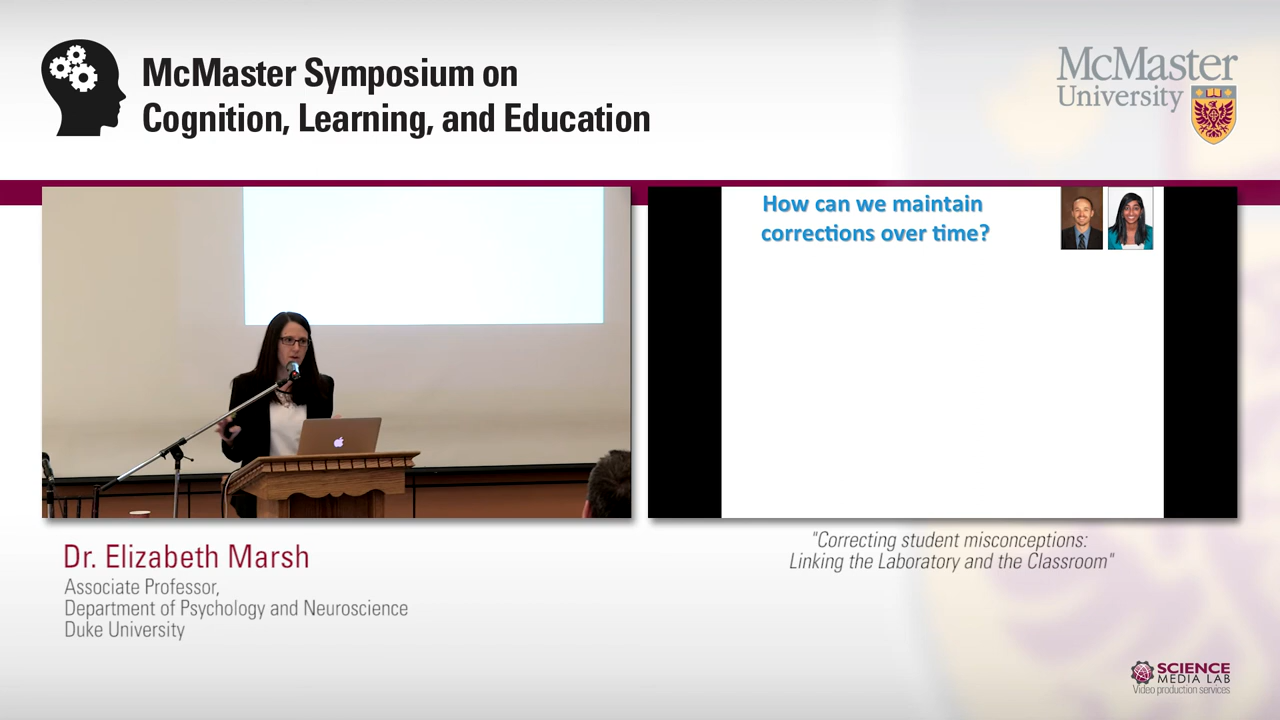 McMaster Symposium on
Cognition, Learning, and Education
McMaster
University
How can we maintain
corrections over time?
Dr. Elizabeth Marsh
Associate Professor,
Department of Psychology and Neuroscience
Duke University
"Correcting student misconceptions:
Linking the Laboratory and the Classroom"
SCIENCE
MEDIA LAB
Video production services